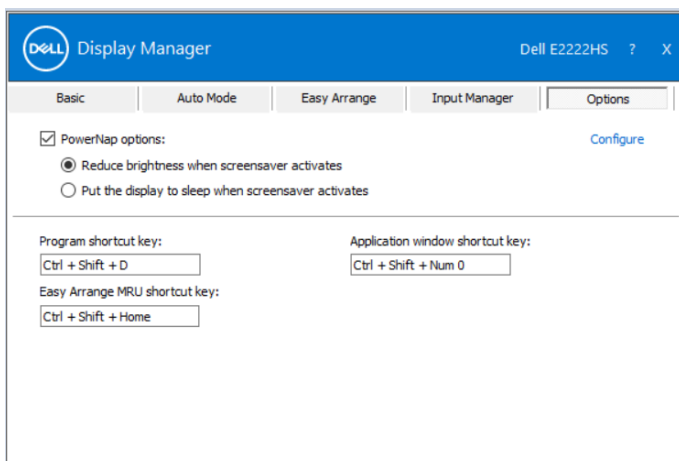 DELL Display Manager Dell E2222HS ? X
Basic Auto Mode Easy Arrange Input Manager Options
PowerNap options: Configure
Reduce brightness when screensaver activates
Put the display to sleep when screensaver activates
Program shortcut key: Application window shortcut key:
Ctrl + Shift + D Ctrl + Shift + Num 0
Easy Arrange MRU shortcut key:
Ctrl + Shift + Home